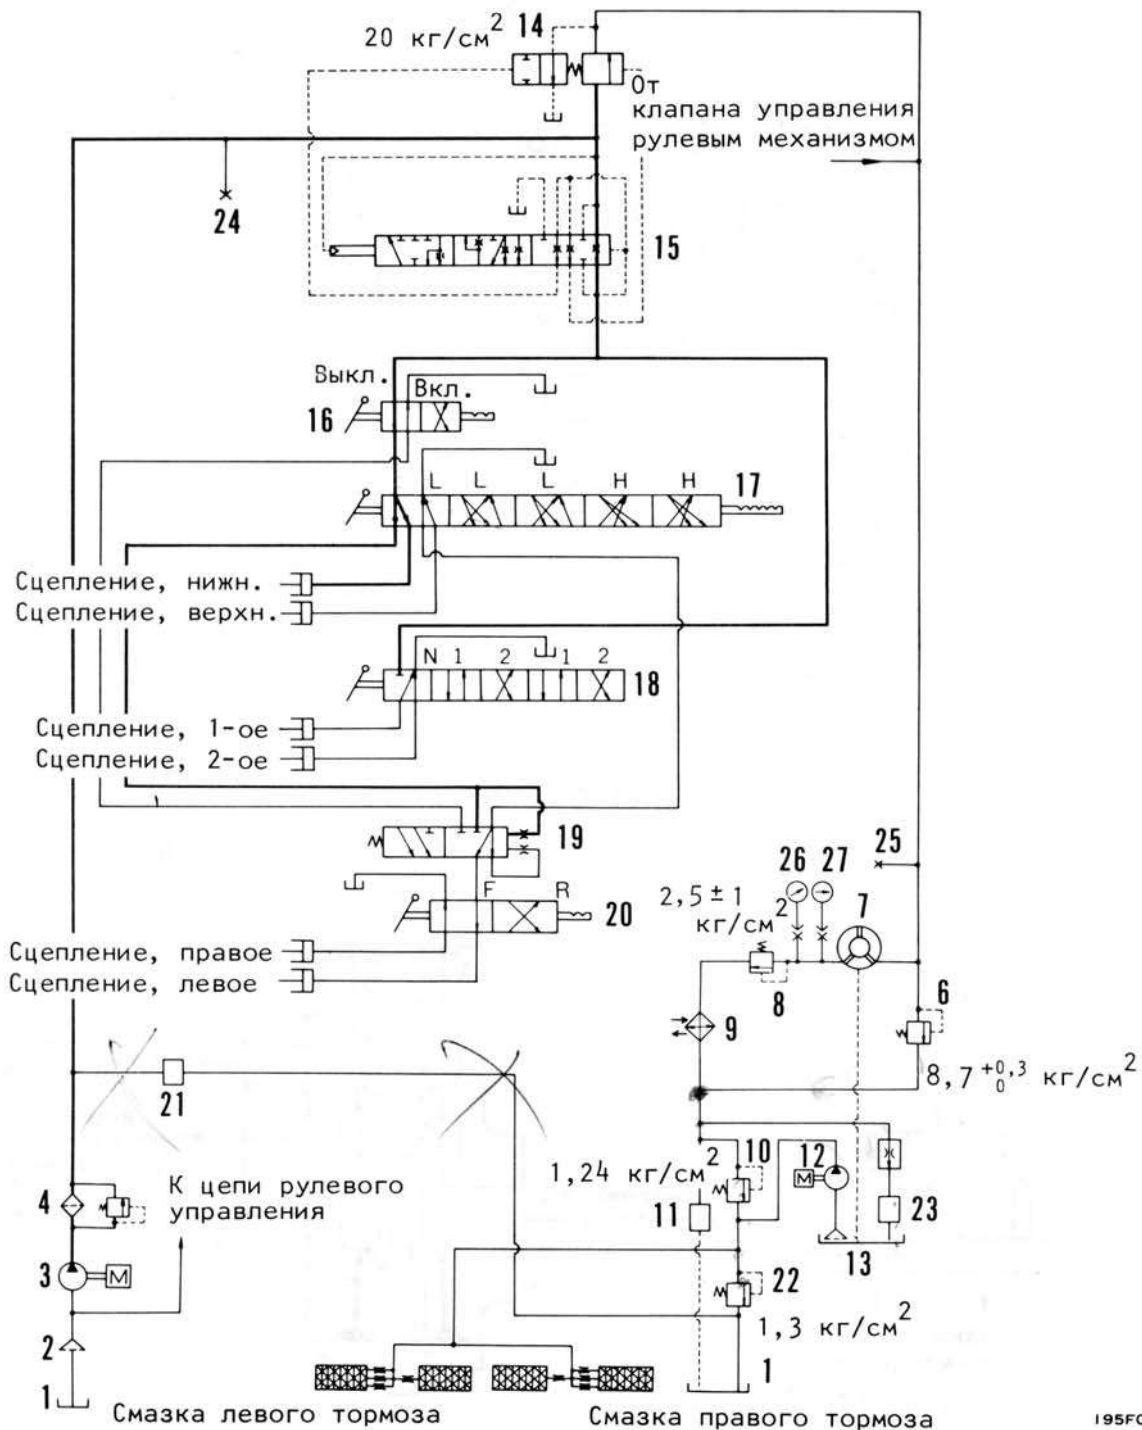 20 кг/см² 14
От
клапана управления
рулевым механизмом
24
15
Выкл.
Вкл.
16
L L L H H 17
Сцепление, нижн.
Сцепление, верхн.
N 1 2 1 2
18
Сцепление, 1-ое
Сцепление, 2-ое
19
F R
20
Сцепление, правое
Сцепление, левое
25
26 27
7
2,5 ± 1
кг/см²
8
6
9
8,7 +0,3 0 кг/см²
21
10
12
M
1,24 кг/см²
11
23
13
К цепи рулевого
управления
4
3
M
22
1,3 кг/см²
2
1
1
Смазка левого тормоза
Смазка правого тормоза